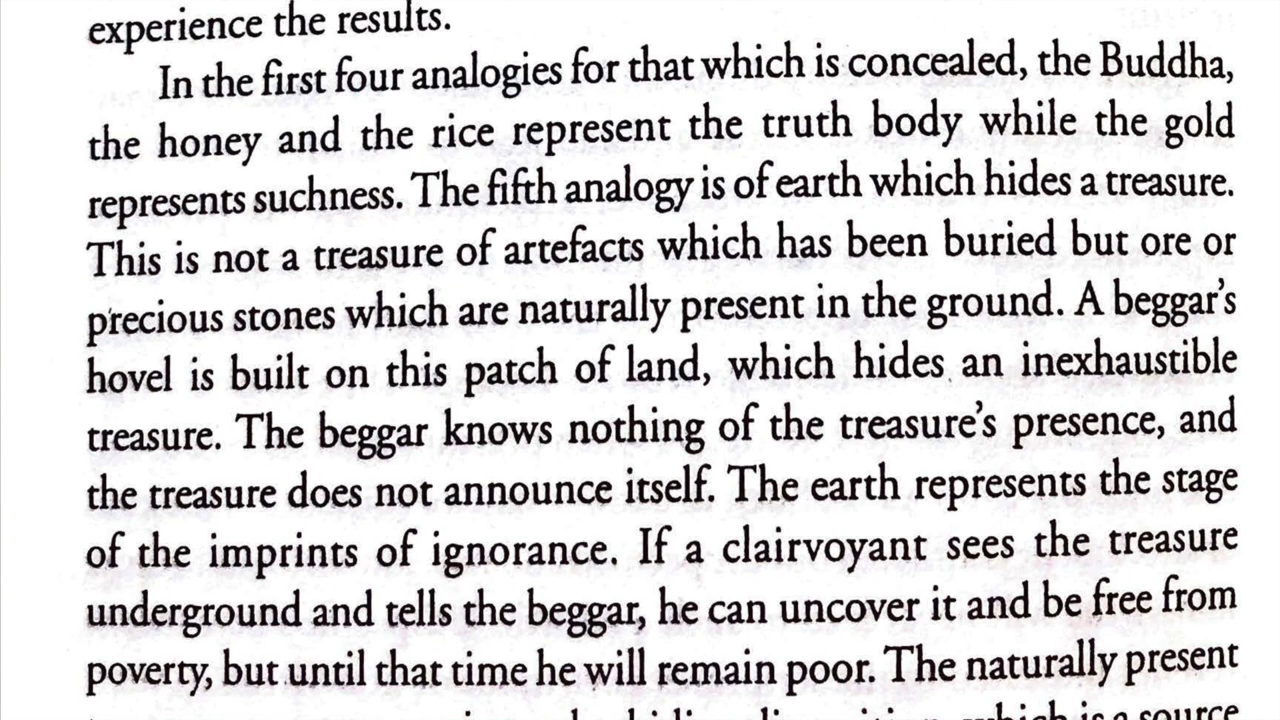 experience the results.
In the first four analogies for that which is concealed, the Buddha,
the honey and the rice represent the truth body while the gold
represents suchness. The fifth analogy is of earth which hides a treasure.
This is not a treasure of artefacts which has been buried but ore or
precious stones which are naturally present in the ground. A beggar's
hovel is built on this patch of land, which hides an inexhaustible
treasure. The beggar knows nothing of the treasure's presence, and
the treasure does not announce itself. The earth represents the stage
of the imprints of ignorance. If a clairvoyant sees the treasure
underground and tells the beggar, he can uncover it and be free from
poverty, but until that time he will remain poor. The naturally present
which is a source